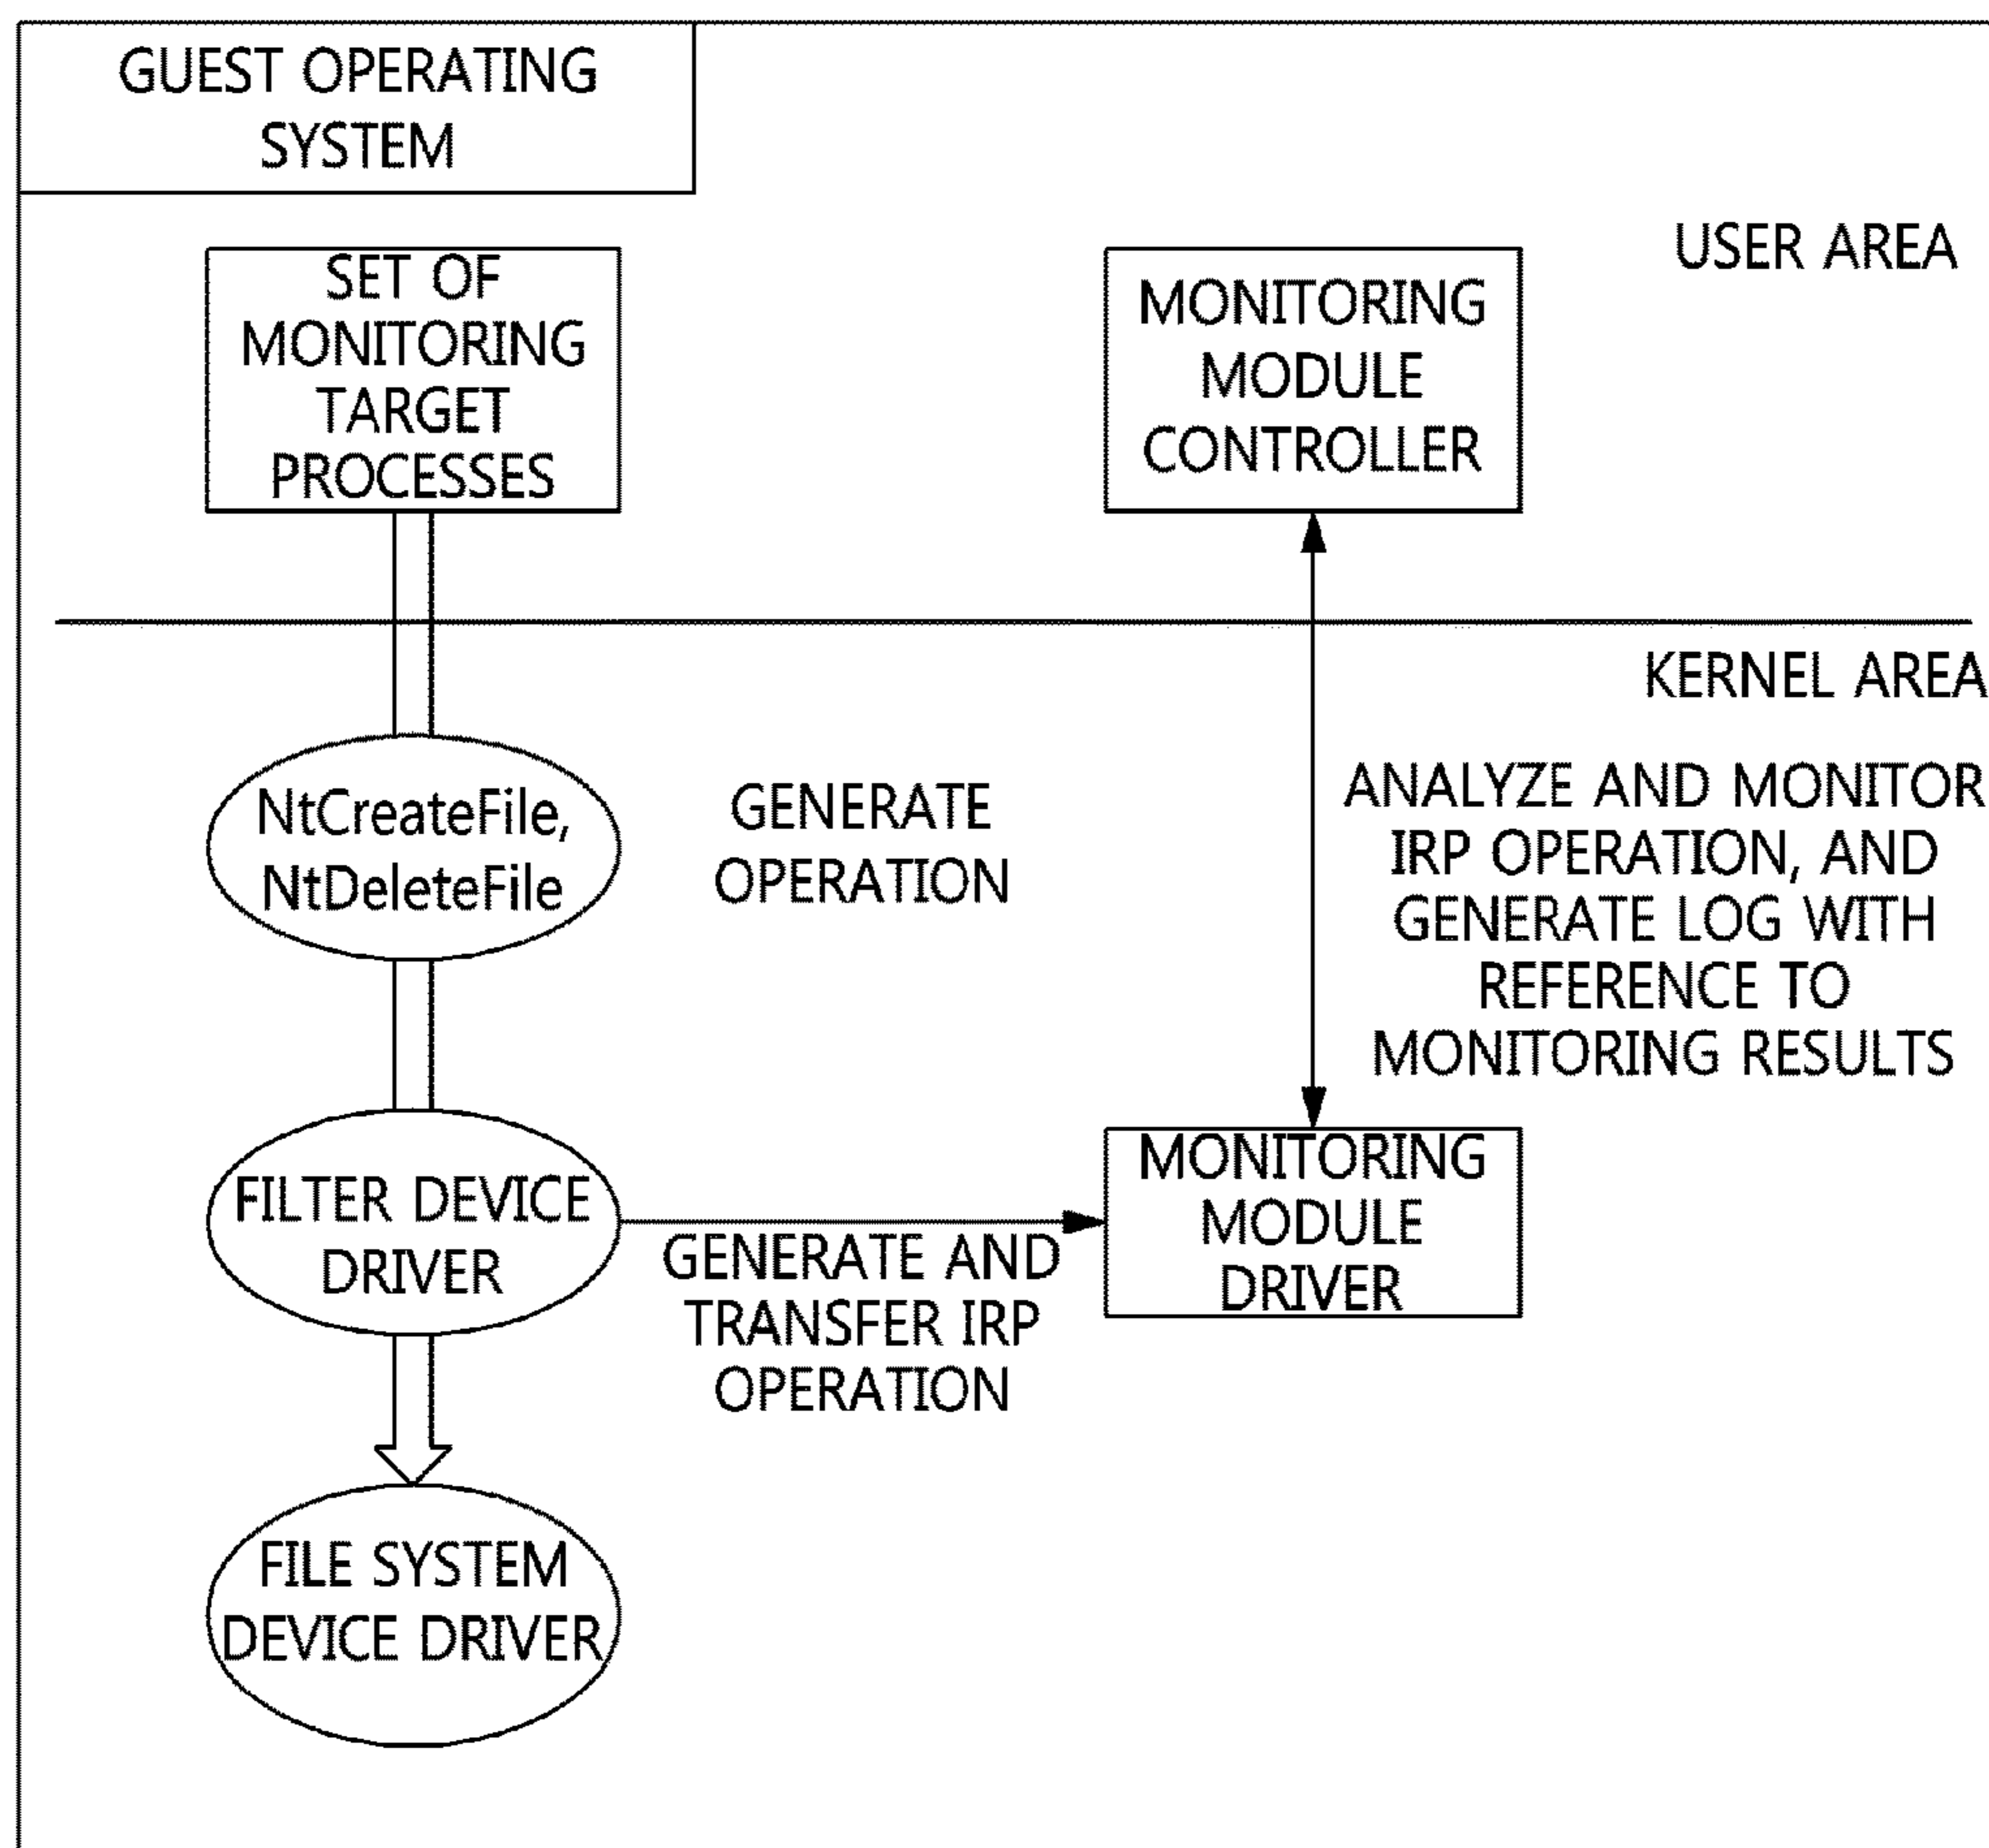 GUEST OPERATING
SYSTEM
USER AREA
SET OF
MONITORING
TARGET
PROCESSES
MONITORING
MODULE
CONTROLLER
KERNEL AREA
NtCreateFile,
NtDeleteFile
GENERATE
OPERATION
ANALYZE AND MONITOR
IRP OPERATION, AND
GENERATE LOG WITH
REFERENCE TO
MONITORING RESULTS
FILTER DEVICE
DRIVER
GENERATE AND
TRANSFER IRP
OPERATION
MONITORING
MODULE
DRIVER
FILE SYSTEM
DEVICE DRIVER